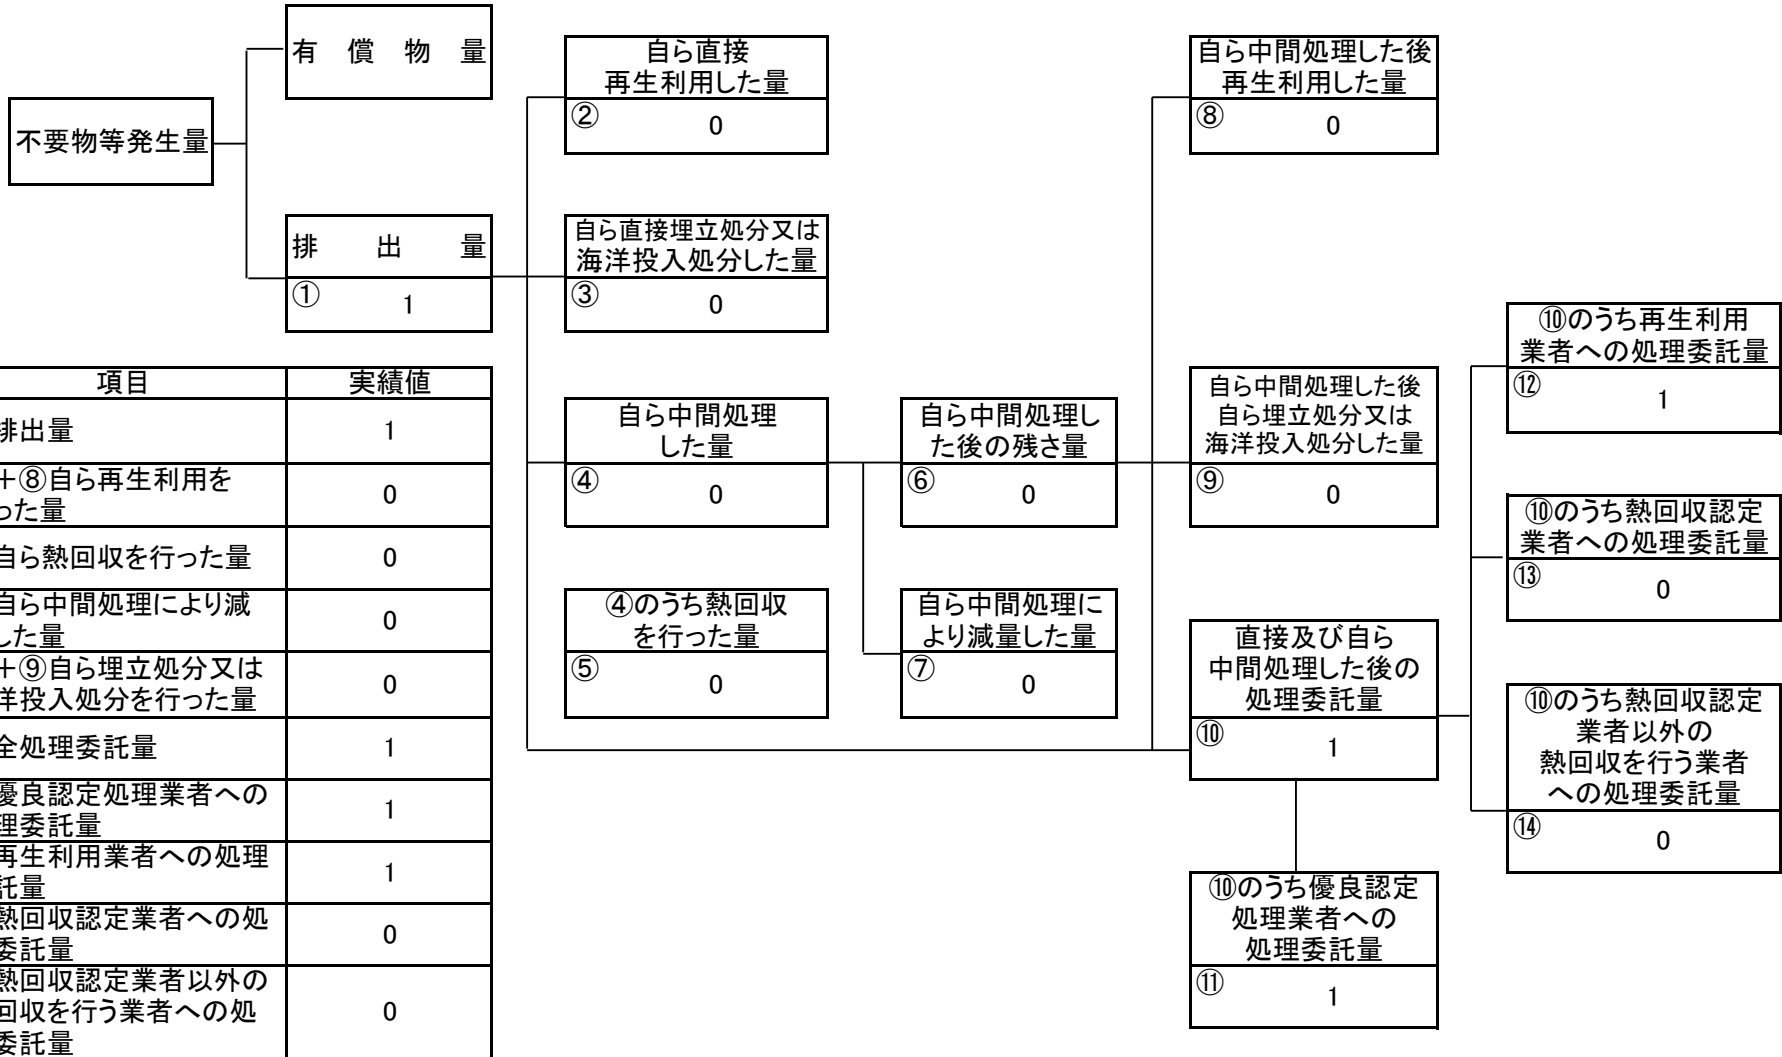 有償物量
不要物等発生量
排出量
①
1
自ら直接
再生利用した量
②
0
自ら直接埋立処分又は
海洋投入処分した量
③
0
自ら中間処理
した量
④
0
④のうち熱回収
を行った量
⑤
0
自ら中間処理し
た後の残さ量
⑥
0
自ら中間処理に
より減量した量
⑦
0
自ら中間処理した後
再生利用した量
⑧
0
自ら中間処理した後
自ら埋立処分又は
海洋投入処分した量
⑨
0
直接及び自ら
中間処理した後の
処理委託量
⑩
1
⑩のうち優良認定
処理業者への
処理委託量
⑪
1
⑩のうち再生利用
業者への処理委託量
⑫
1
⑩のうち熱回収認定
業者への処理委託量
⑬
0
⑩のうち熱回収認定
業者以外の
熱回収を行う業者
への処理委託量
⑭
0
項目 実績値
排出量 1
+⑧自ら再生利用を
った量
0
自ら熱回収を行った量 0
自ら中間処理により減
した量
0
+⑨自ら埋立処分又は
洋投入処分を行った量
0
全処理委託量 1
優良認定処理業者への
理委託量
1
再生利用業者への処理
託量
1
熱回収認定業者への処
委託量
0
熱回収認定業者以外の
回収を行う業者への処
委託量
0